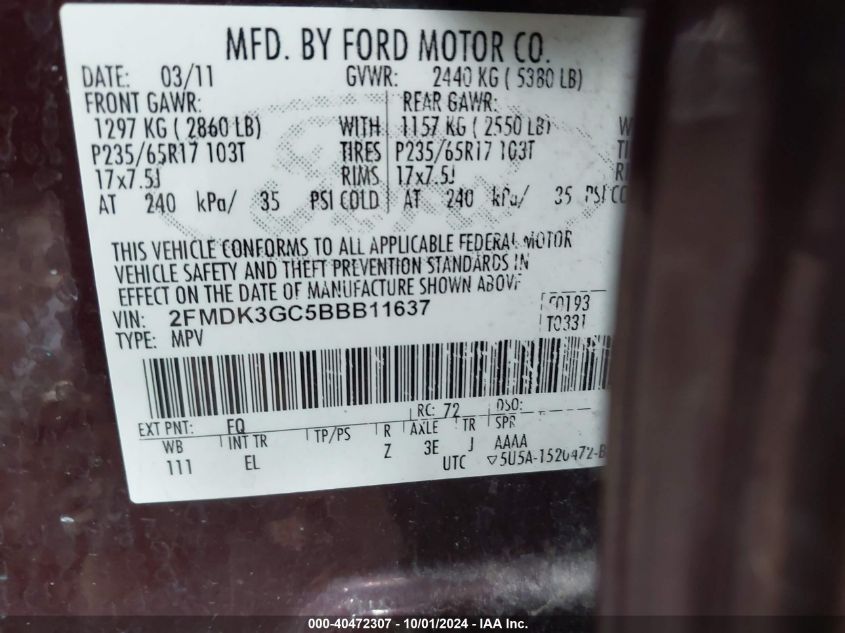 MFD. BY FORD MOTOR CO.
DATE: 03/11 GVWR: 2440 KG ( 5380 LB)
FRONT GAWR: REAR GAWR:
1297 KG ( 2860 LB) WITH 1157 KG ( 2550 LB) WITH
P235/65R17 103T TIRES P235/65R17 103T TIRE
17x7.5J RIMS 17x7.5J RI
AT 240 kPa/ 35 PSI COLD AT 240 kPa/ 35 PSI CO
THIS VEHICLE CONFORMS TO ALL APPLICABLE FEDERAL MOTOR
VEHICLE SAFETY AND THEFT PREVENTION STANDARDS IN
EFFECT ON THE DATE OF MANUFACTURE SHOWN ABOVE
VIN: 2FMDK3GC5BBB11637 F0193
TYPE: MPV T0331
EXT PNT: FQ RC: 72 DSO:
WB INT TR TP/PS R AXLE TR SPR
111 EL Z 3E J AAAA
UTC ▽5U5A-1520472-B
000-40472307 - 10/01/2024 - IAA Inc.